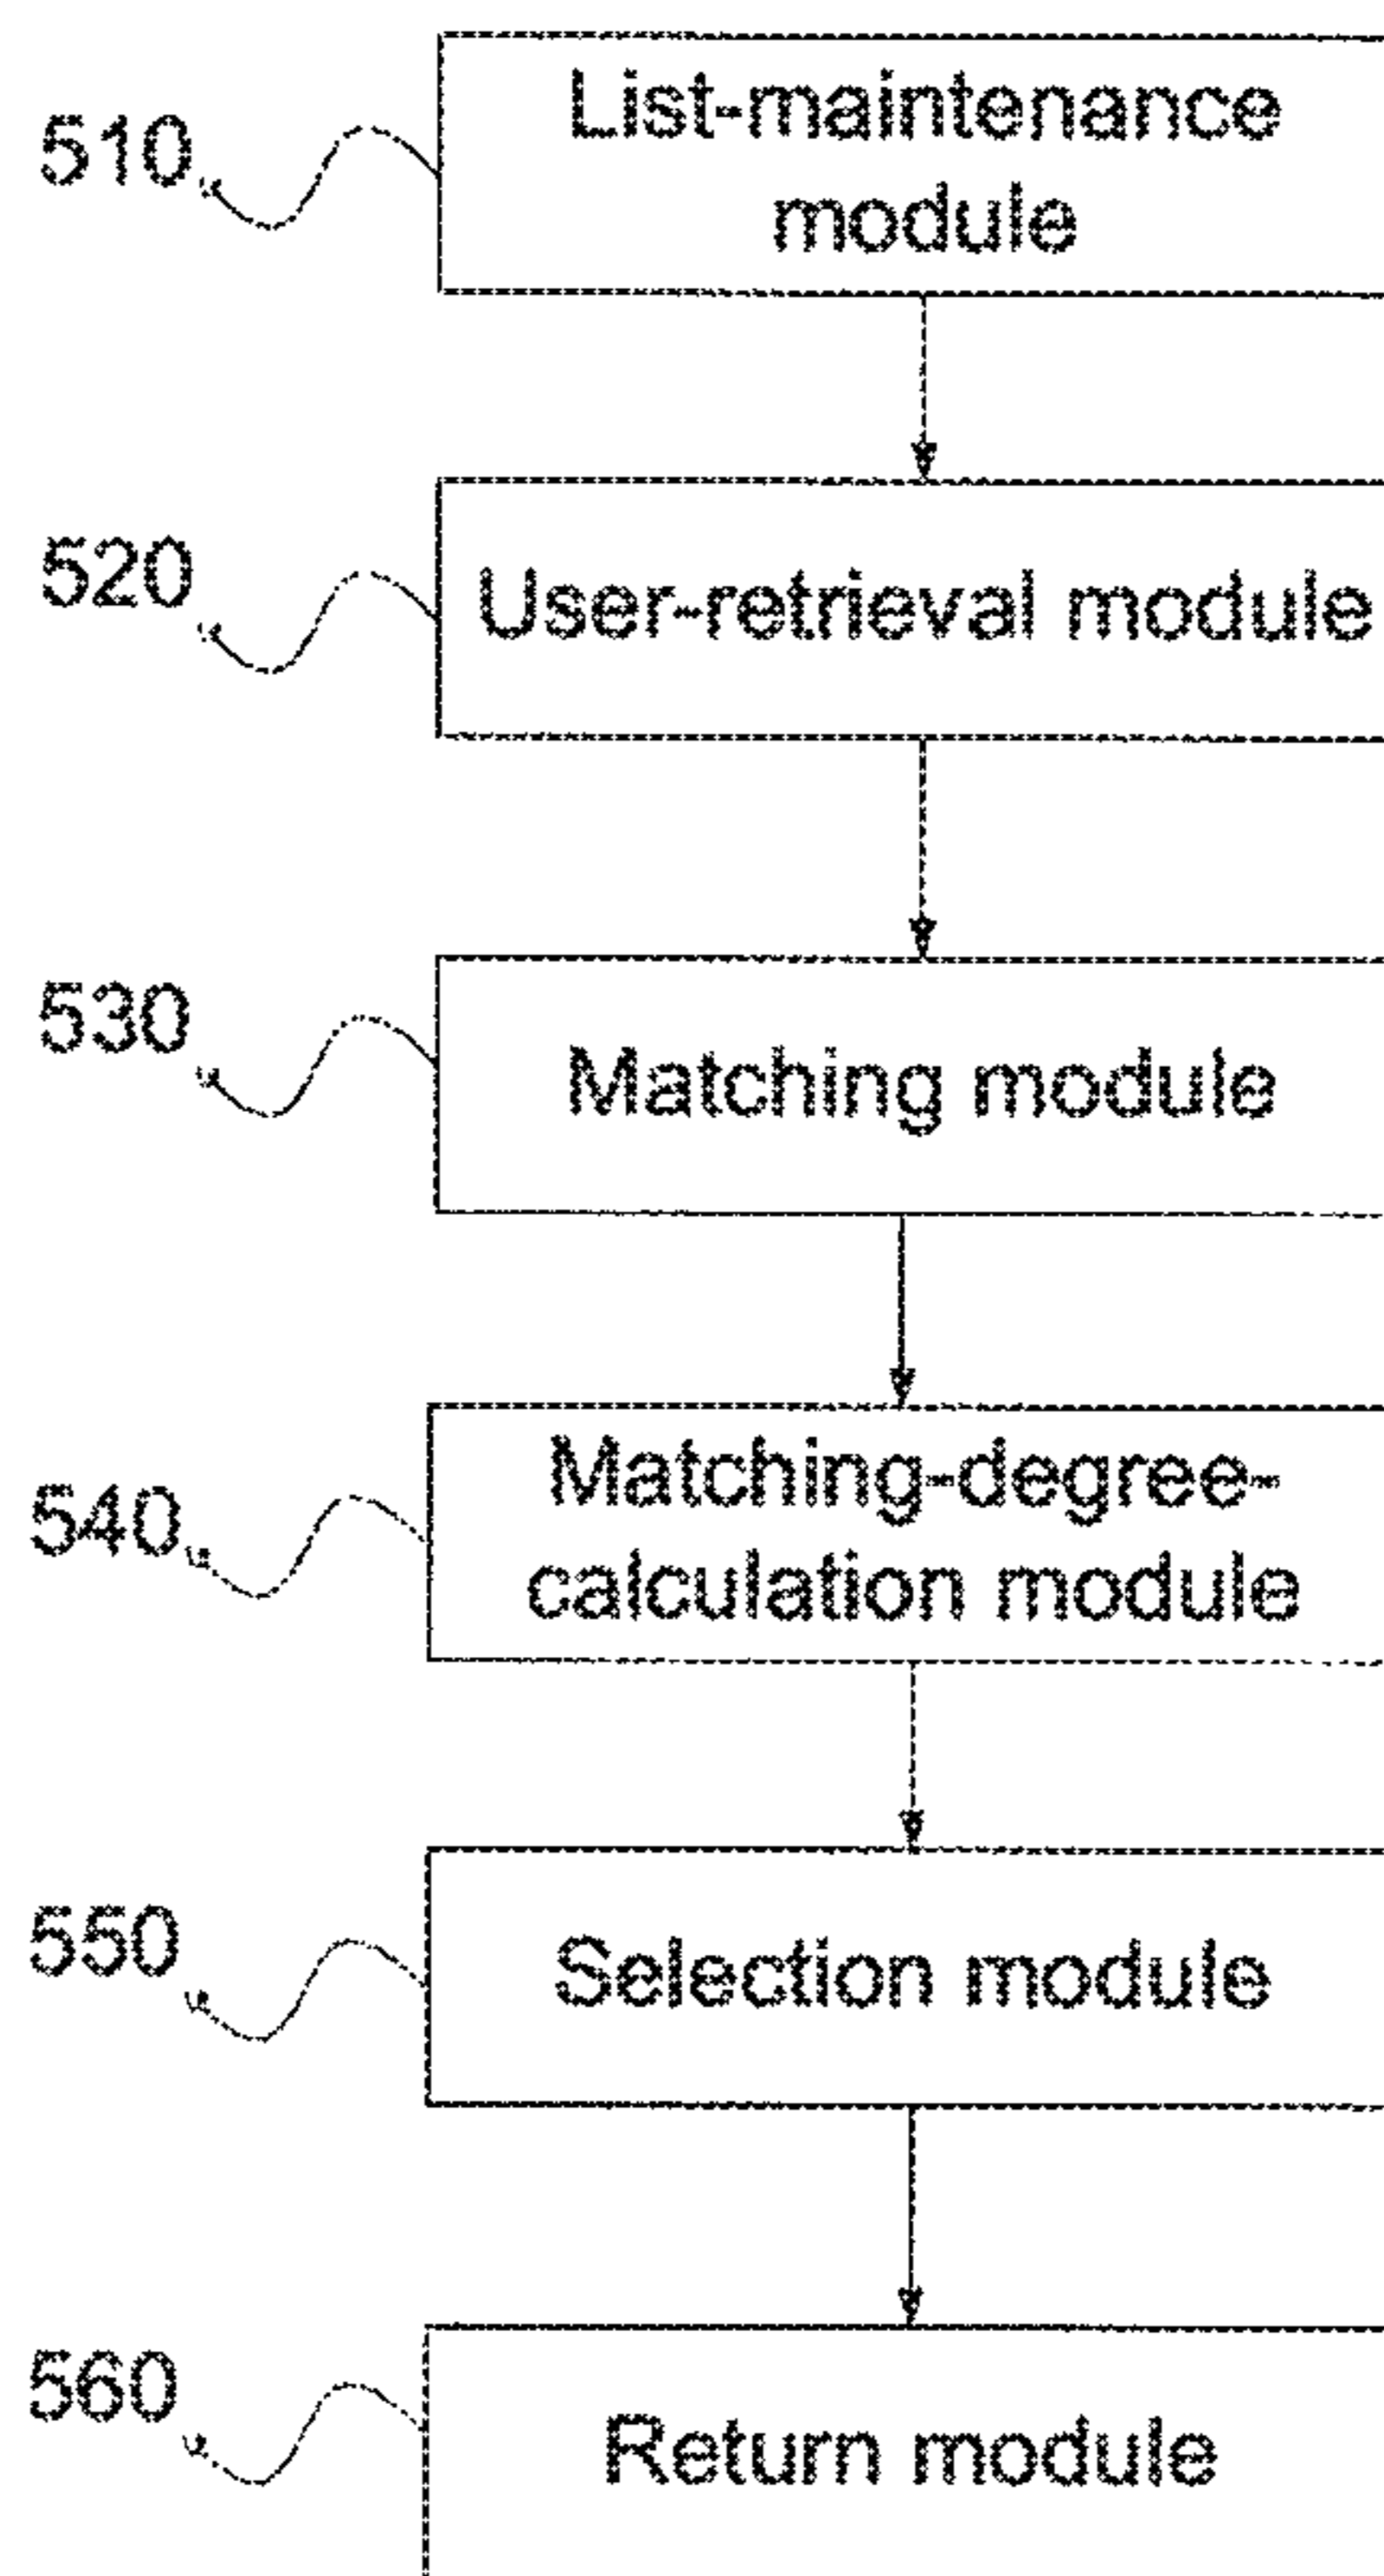 510
List-maintenance
module
520
User-retrieval module
530
Matching module
540
Matching-degree-
calculation module
550
Selection module
560
Return module